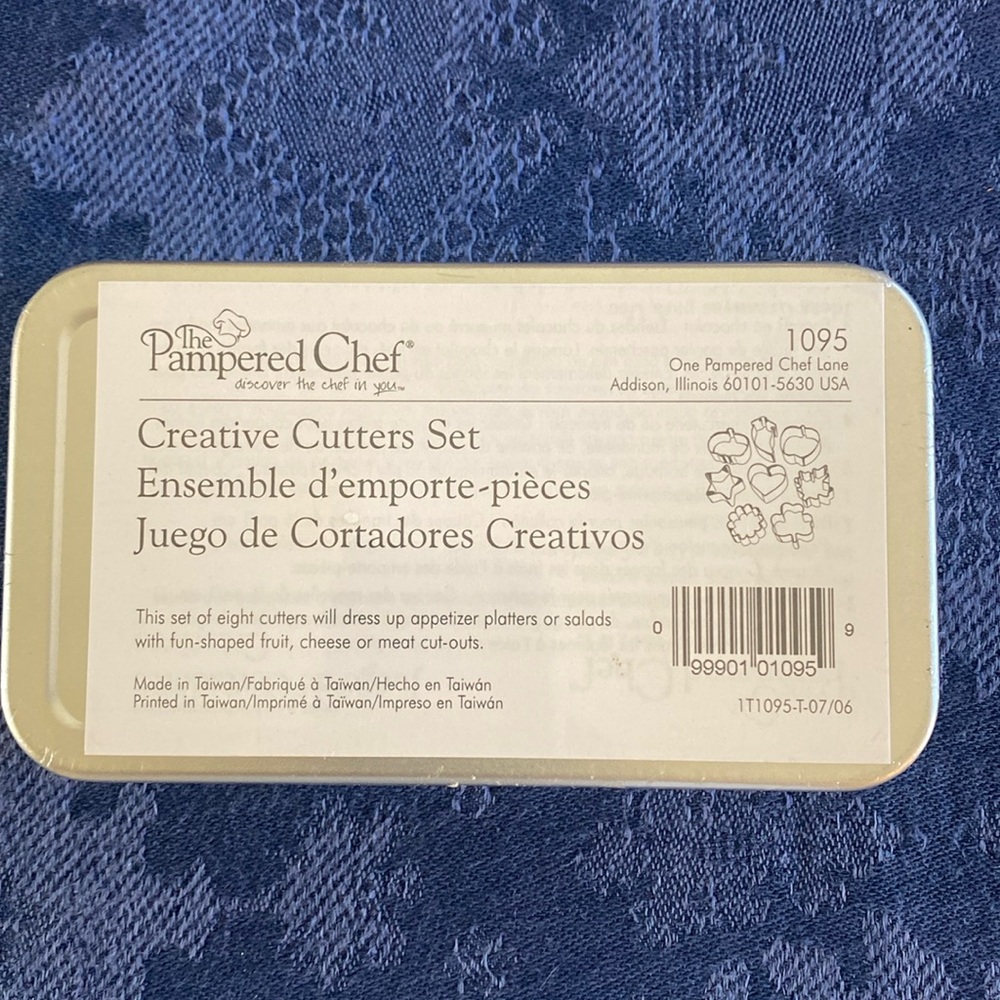 The
Pampered Chef®
discover the chef in you™
1095
One Pampered Chef Lane
Addison, Illinois 60101-5630 USA
Creative Cutters Set
Ensemble d'emporte-pièces
Juego de Cortadores Creativos
This set of eight cutters will dress up appetizer platters or salads
with fun-shaped fruit, cheese or meat cut-outs.
Made in Taiwan/Fabriqué à Taïwan/Hecho en Taiwán
Printed in Taiwan/Imprimé à Taïwan/Impreso en Taiwán
0 99901 01095 9
1T1095-T-07/06